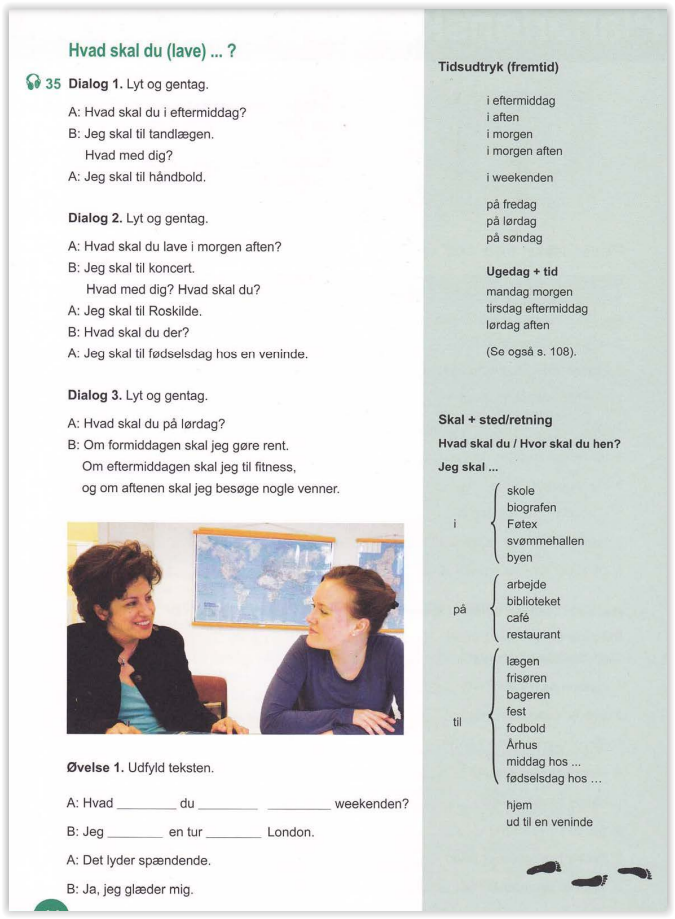 Hvad skal du (lave) ... ?
35 Dialog 1. Lyt og gentag.
A: Hvad skal du i eftermiddag?
B: Jeg skal til tandlægen.
Hvad med dig?
A: Jeg skal til håndbold.
Dialog 2. Lyt og gentag.
A: Hvad skal du lave i morgen aften?
B: Jeg skal til koncert.
Hvad med dig? Hvad skal du?
A: Jeg skal til Roskilde.
B: Hvad skal du der?
A: Jeg skal til fødselsdag hos en veninde.
Dialog 3. Lyt og gentag.
A: Hvad skal du på lørdag?
B: Om formiddagen skal jeg gøre rent.
Om eftermiddagen skal jeg til fitness,
og om aftenen skal jeg besøge nogle venner.
Øvelse 1. Udfyld teksten.
A: Hvad _________ du _________ _________ weekenden?
B: Jeg _________ en tur _________ London.
A: Det lyder spændende.
B: Ja, jeg glæder mig.
Tidsudtryk (fremtid)
i eftermiddag
i aften
i morgen
i morgen aften
i weekenden
på fredag
på lørdag
på søndag
Ugedag + tid
mandag morgen
tirsdag eftermiddag
lørdag aften
(Se også s. 108).
Skal + sted/retning
Hvad skal du / Hvor skal du hen?
Jeg skal ...
i
skole
biografen
Føtex
svømmehallen
byen
på
arbejde
biblioteket
café
restaurant
til
lægen
frisøren
bageren
fest
fodbold
Århus
middag hos ...
fødselsdag hos ...
hjem
ud til en veninde